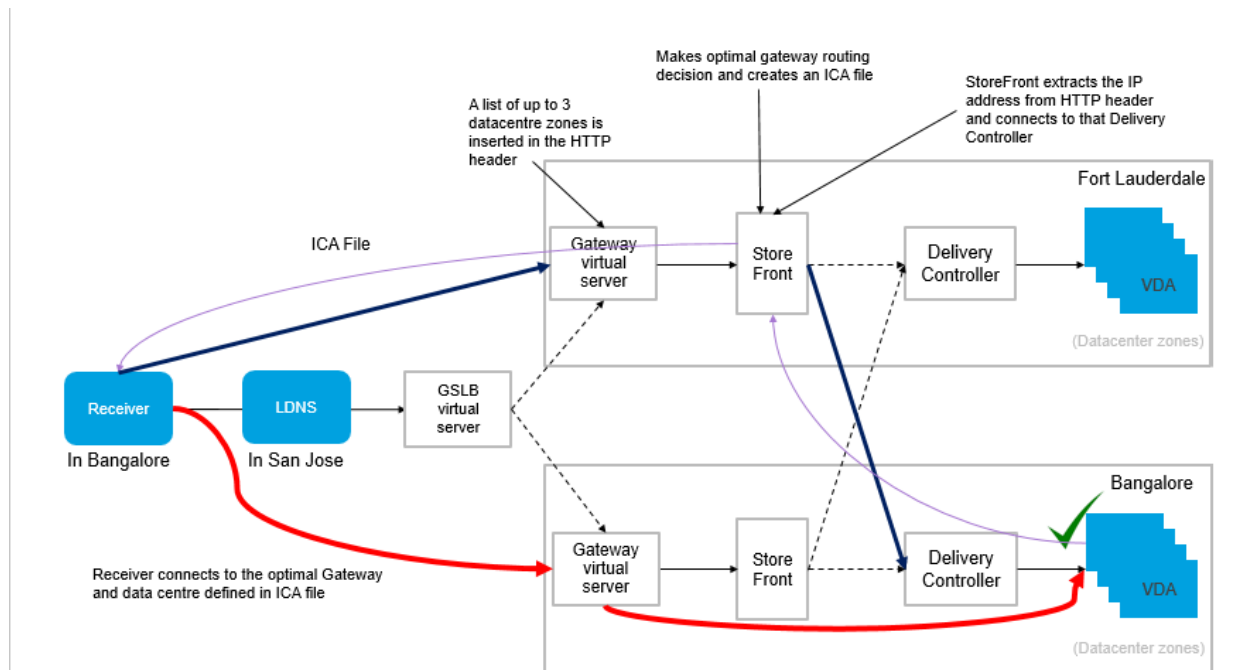 Makes optimal gateway routing
decision and creates an ICA file
StoreFront extracts the IP
address from HTTP header
and connects to that Delivery
Controller
A list of up to 3
datacentre zones is
inserted in the HTTP
header
Fort Lauderdale
ICA File
Gateway
virtual
server
Store
Front
Delivery
Controller
VDA
(Datacenter zones)
Receiver
LDNS
GSLB
virtual
server
In Bangalore
In San Jose
Bangalore
Gateway
virtual
server
Store
Front
Delivery
Controller
VDA
Receiver connects to the optimal Gateway
and data centre defined in ICA file
(Datacenter zones)